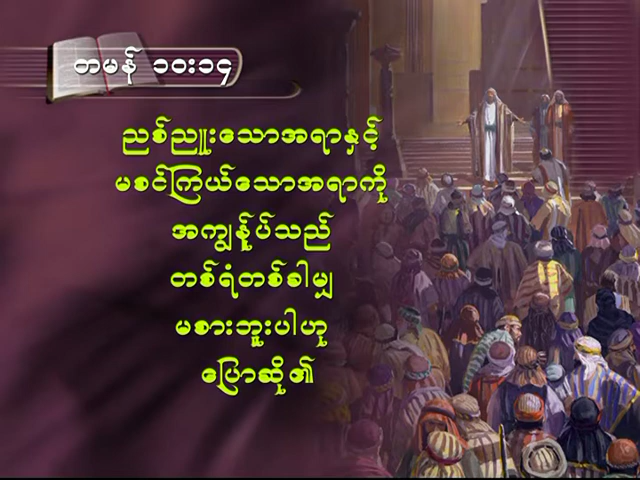 တမန် ၁၀း၁၄
ညစ်ညူးသောအရာနှင့်
မစင်ကြယ်သောအရာကို
အကျွန်ုပ်သည်
တစ်ရံတစ်ခါမျှ
မစားဘူးပါဟု
ပြောဆို၏